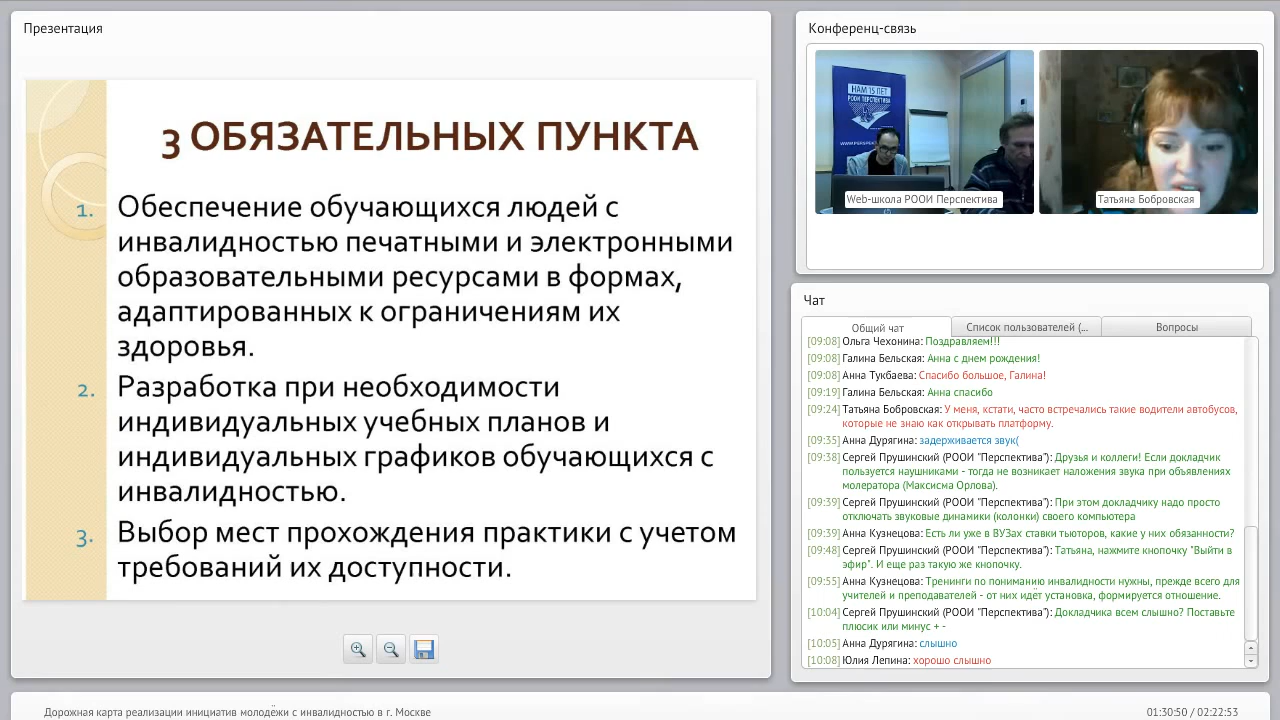 Презентация
3 ОБЯЗАТЕЛЬНЫХ ПУНКТА
1. Обеспечение обучающихся людей с
инвалидностью печатными и электронными
образовательными ресурсами в формах,
адаптированных к ограничениям их
здоровья.
2. Разработка при необходимости
индивидуальных учебных планов и
индивидуальных графиков обучающихся с
инвалидностью.
3. Выбор мест прохождения практики с учетом
требований их доступности.
Конференц-связь
НАМ 15 ЛЕТ
РООИ ПЕРСПЕКТИВА
Web-школа РООИ Перспектива
Татьяна Бобровская
Чат
Общий чат
Список пользователей (...
Вопросы
[09:08] Ольга Чехонина: Поздравляем!!!
[09:08] Галина Бельская: Анна с днем рождения!
[09:08] Анна Тукбаева: Спасибо большое, Галина!
[09:19] Галина Бельская: Анна спасибо
[09:24] Татьяна Бобровская: У меня, кстати, часто встречались такие водители автобусов,
которые не знаю как открывать платформу.
[09:35] Анна Дурягина: задерживается звук(
[09:38] Сергей Прушинский (РООИ "Перспектива"): Друзья и коллеги! Если докладчик
пользуется наушниками - тогда не возникает наложения звука при объявлениях
молератора (Максисма Орлова).
[09:39] Сергей Прушинский (РООИ "Перспектива"): При этом докладчику надо просто
отключать звуковые динамики (колонки) своего компьютера
[09:39] Анна Кузнецова: Есть ли уже в ВУЗах ставки тьюторов, какие у них обязанности?
[09:48] Сергей Прушинский (РООИ "Перспектива"): Татьяна, нажмите кнопочку "Выйти в
эфир". И еще раз такую же кнопочку.
[09:55] Анна Кузнецова: Тренинги по пониманию инвалидности нужны, прежде всего для
учителей и преподавателей - от них идёт установка, формируется отношение.
[10:04] Сергей Прушинский (РООИ "Перспектива"): Докладчика всем слышно? Поставьте
плюсик или минус + -
[10:05] Анна Дурягина: слышно
[10:08] Юлия Лепина: хорошо слышно
Дорожная карта реализации инициатив молодёжи с инвалидностью в г. Москве
01:30:50 / 02:22:53